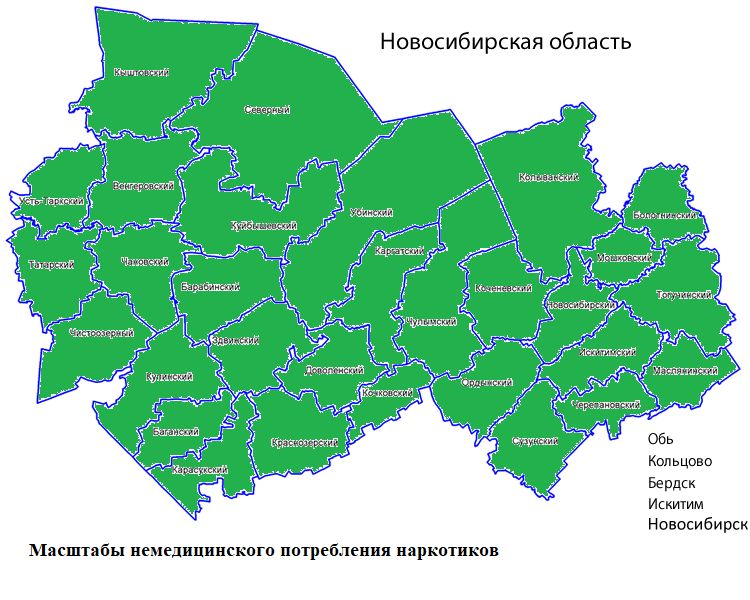 Новосибирская область
Кыштовский
Северный
Колыванский
Венгеровский
Усть-Таркский
Убинский
Болотнинский
Куйбышевский
Каргатский
Мошковский
Татарский
Чановский
Барабинский
Коченевский
Тогучинский
Новосибирский
Чулымский
Чистоозерный
Здвинский
Искитимский
Доволенский
Маслянинский
Кулинский
Ордынский
Кочковский
Черепановский
Баганский
Краснозерский
Сузунский
Карасукский
Обь
Кольцово
Бердск
Искитим
Новосибирск
Масштабы немедицинского потребления наркотиков